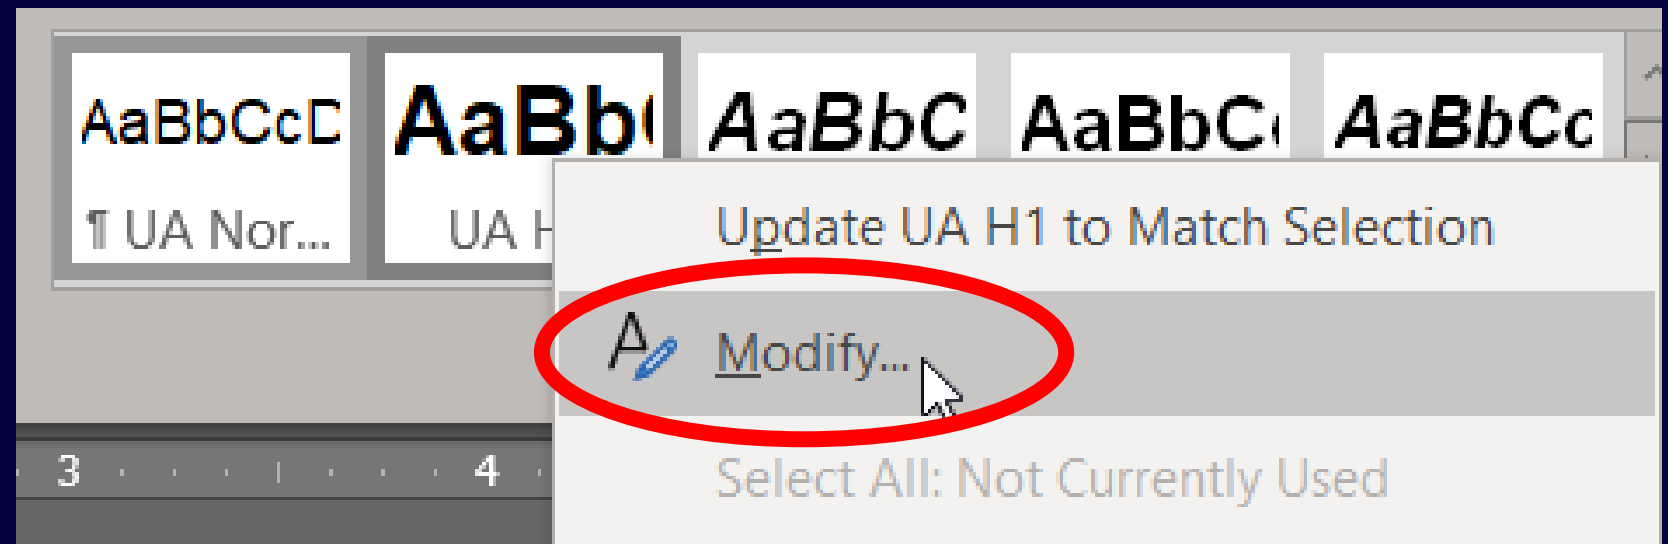 AaBbCcD AaBb AaBbC AaBbC AaBbCc
¶ UA Nor... UA H
Update UA H1 to Match Selection
Modify...
3 4
Select All: Not Currently Used